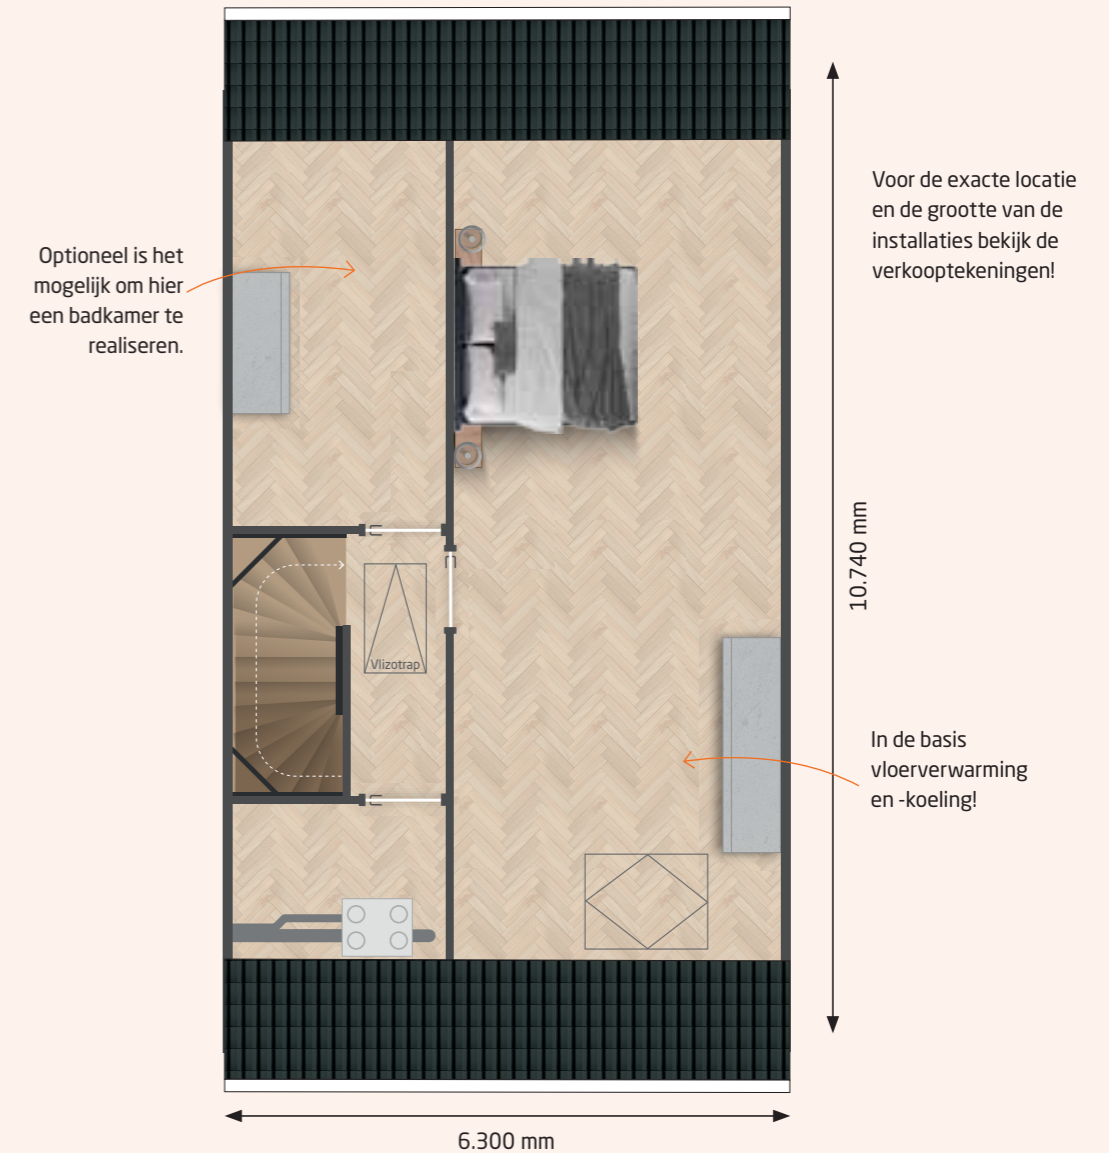 Voor de exacte locatie
en de grootte van de
installaties bekijk de
verkooptekeningen!
Optioneel is het
mogelijk om hier
een badkamer te
realiseren.
10.740 mm
Vlizotrap
In de basis
vloerverwarming
en -koeling!
6.300 mm